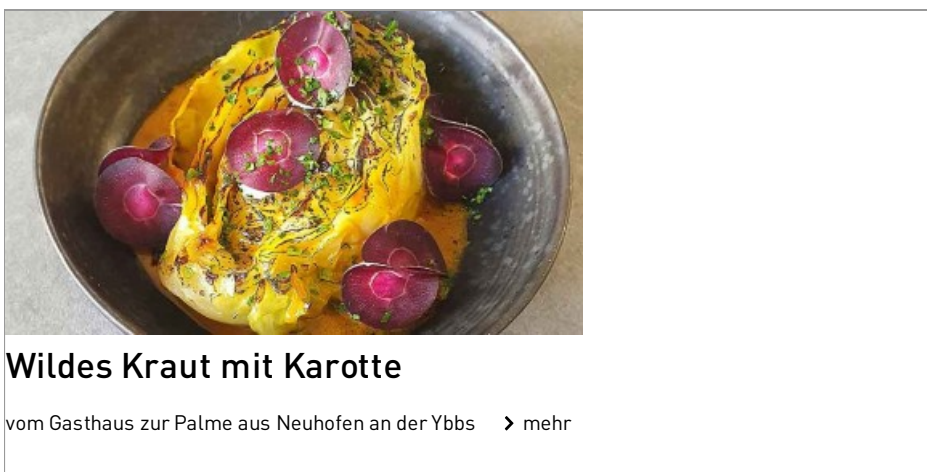 Wildes Kraut mit Karotte
vom Gasthaus zur Palme aus Neuhofen an der Ybbs > mehr